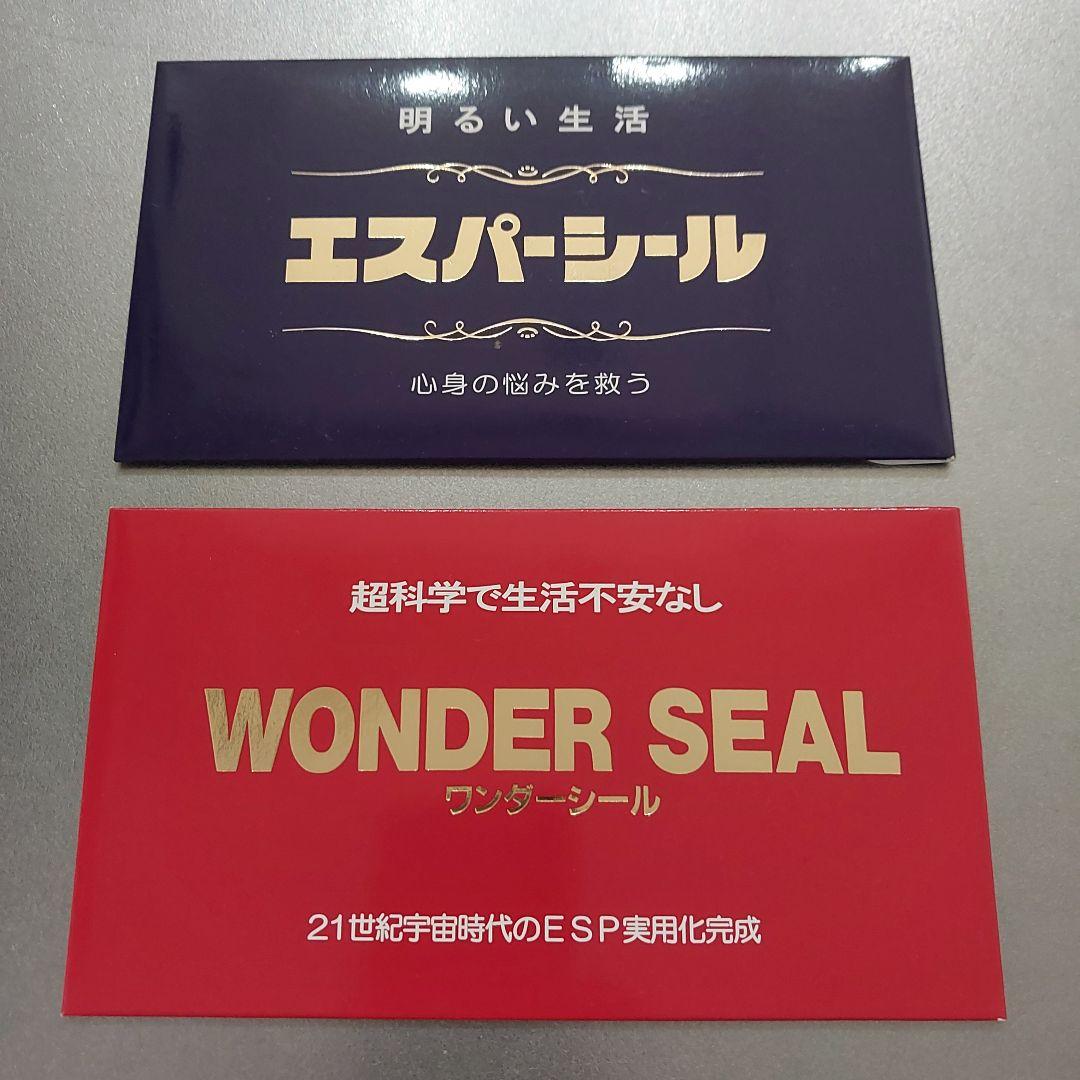 明るい生活
エスパーシール
心身の悩みを救う
超科学で生活不安なし
WONDER SEAL
ワンダーシール
21世紀宇宙時代のESP実用化完成